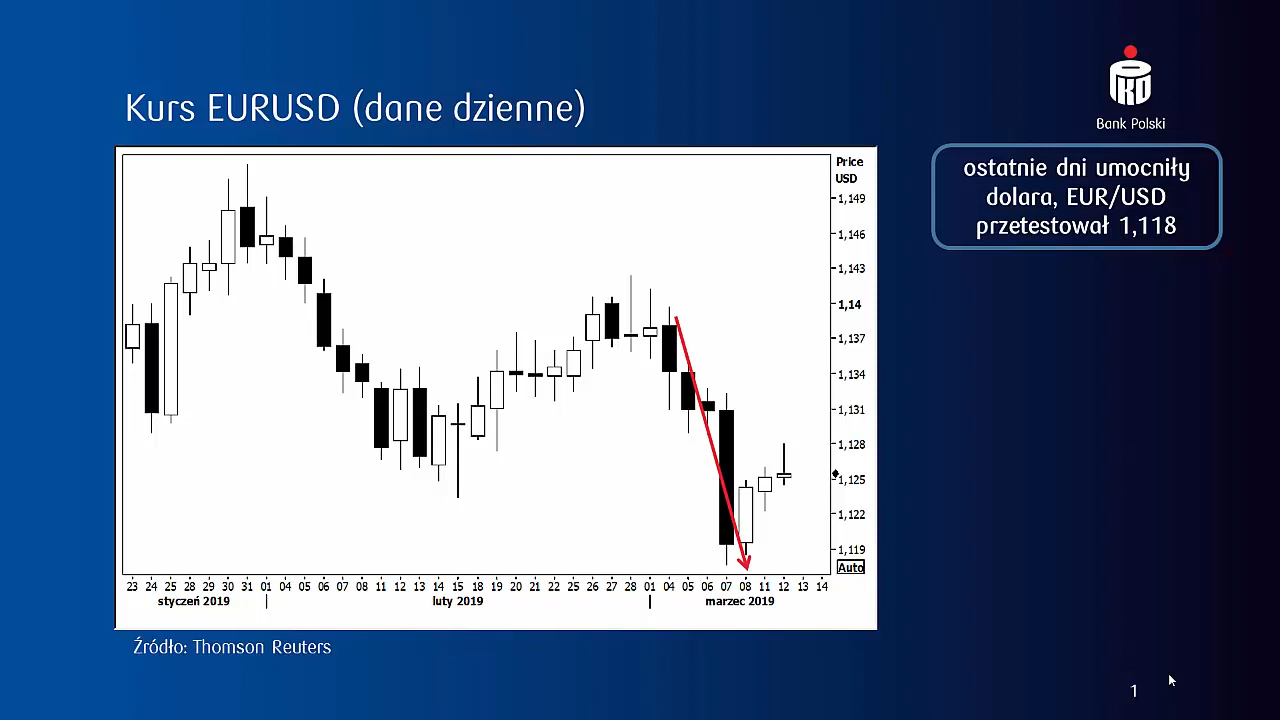 Kurs EURUSD (dane dzienne)
PKO
Bank Polski
ostatnie dni umocniły
dolara, EUR/USD
przetestował 1,118
Price
USD
1,149
1,146
1,143
1,14
1,137
1,134
1,131
1,128
1,125
1,122
1,119
Auto
23 24 25 28 29 30 31 01 04 05 06 07 08 11 12 13 14 15 18 19 20 21 22 25 26 27 28 01 04 05 06 07 08 11 12 13 14
styczeń 2019 luty 2019 marzec 2019
Źródło: Thomson Reuters
1